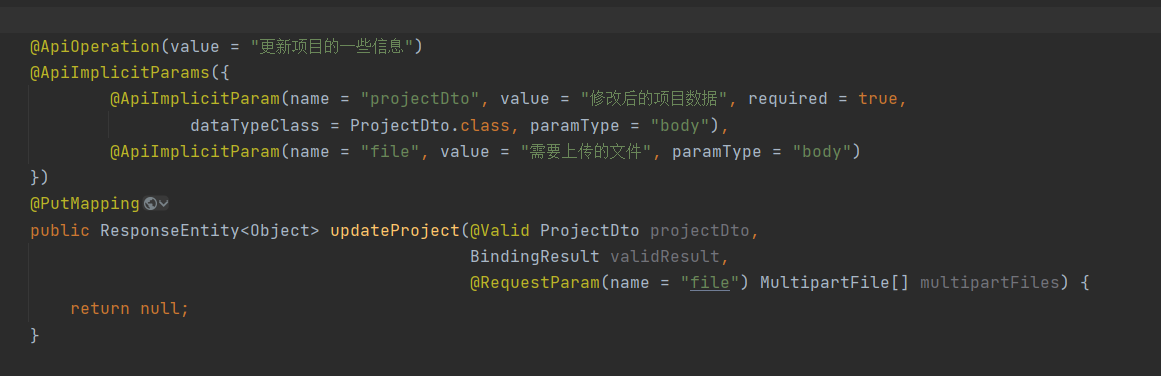 @ApiOperation(value = "更新项目的一些信息")
@ApiImplicitParams({
@ApiImplicitParam(name = "projectDto", value = "修改后的项目数据", required = true,
dataTypeClass = ProjectDto.class, paramType = "body"),
@ApiImplicitParam(name = "file", value = "需要上传的文件", paramType = "body")
})
@PutMapping
public ResponseEntity<Object> updateProject(@Valid ProjectDto projectDto,
BindingResult validResult,
@RequestParam(name = "file") MultipartFile[] multipartFiles) {
return null;
}